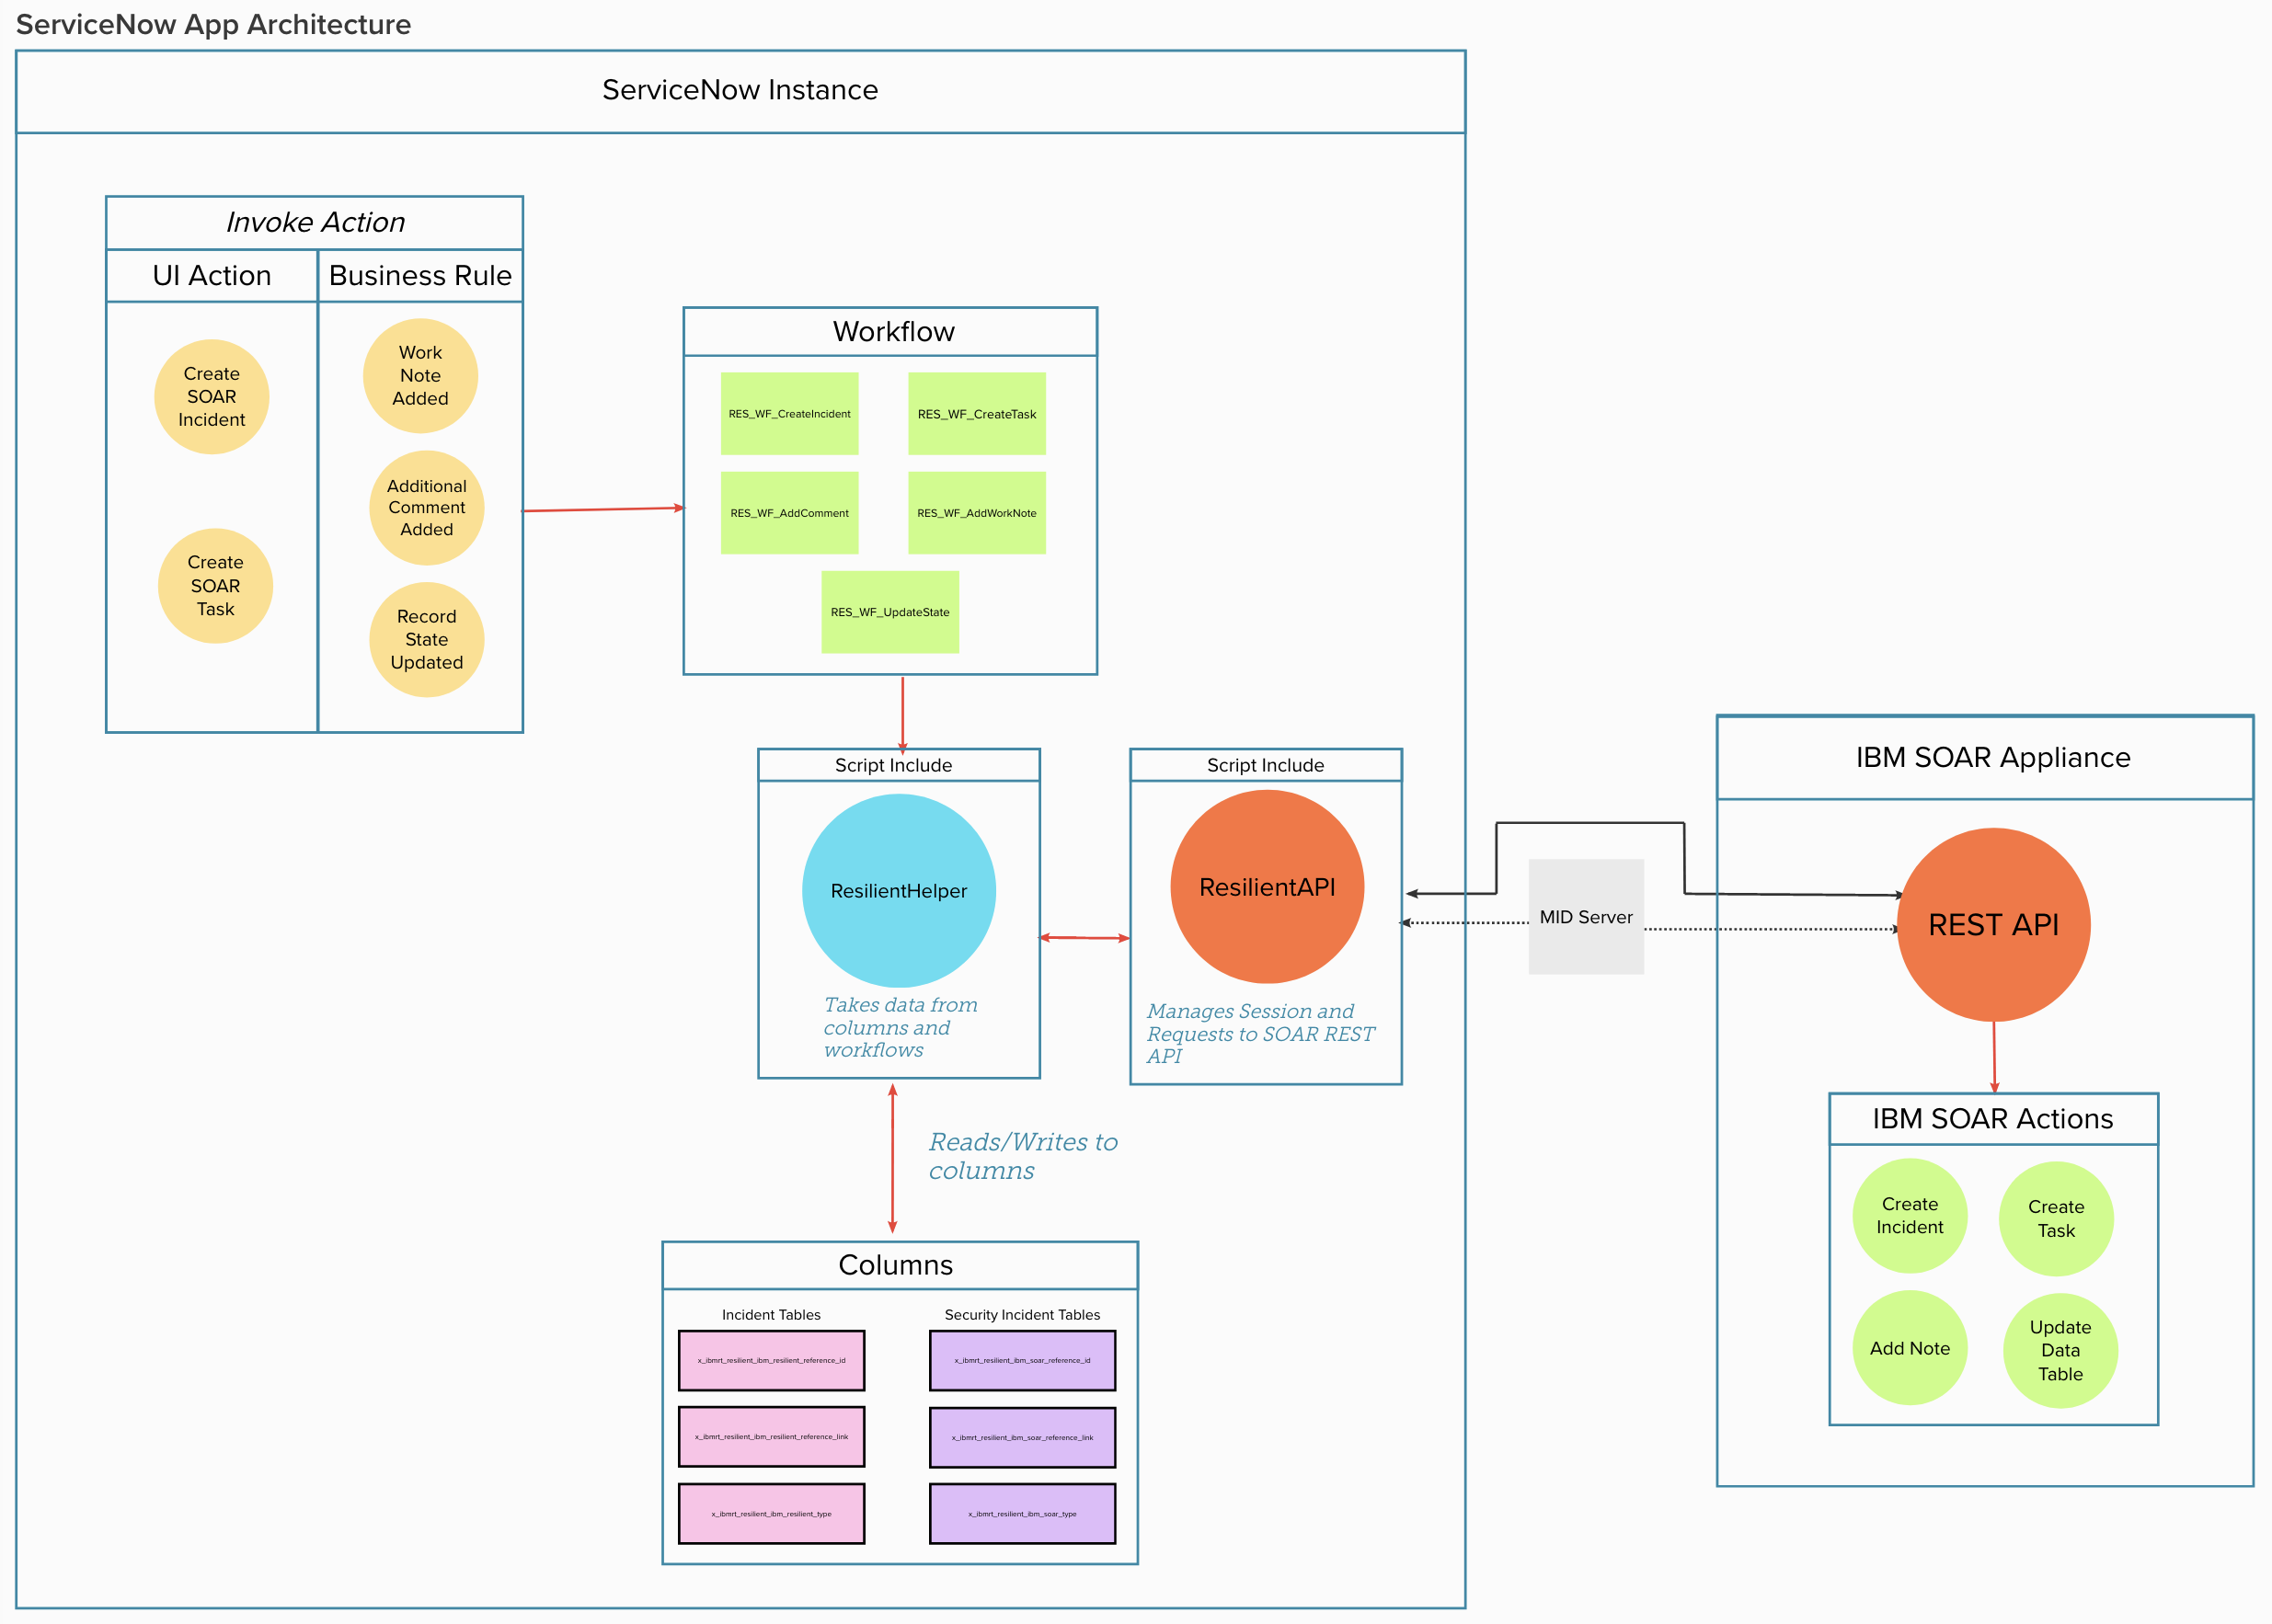 ServiceNow App Architecture
ServiceNow Instance
Invoke Action
UI Action
Business Rule
Create
SOAR
Incident
Create
SOAR
Task
Work
Note
Added
Additional
Comment
Added
Record
State
Updated
Workflow
RES_WF_CreateIncident
RES_WF_CreateTask
RES_WF_AddComment
RES_WF_AddWorkNote
RES_WF_UpdateState
Script Include
ResilientHelper
Takes data from
columns and
workflows
Script Include
ResilientAPI
Manages Session and
Requests to SOAR REST
API
MID Server
Reads/Writes to
columns
Columns
Incident Tables
x_ibmrt_resilient_ibm_resilient_reference_id
x_ibmrt_resilient_ibm_resilient_reference_link
x_ibmrt_resilient_ibm_resilient_type
Security Incident Tables
x_ibmrt_resilient_ibm_soar_reference_id
x_ibmrt_resilient_ibm_soar_reference_link
x_ibmrt_resilient_ibm_soar_type
IBM SOAR Appliance
REST API
IBM SOAR Actions
Create
Incident
Create
Task
Add Note
Update
Data
Table